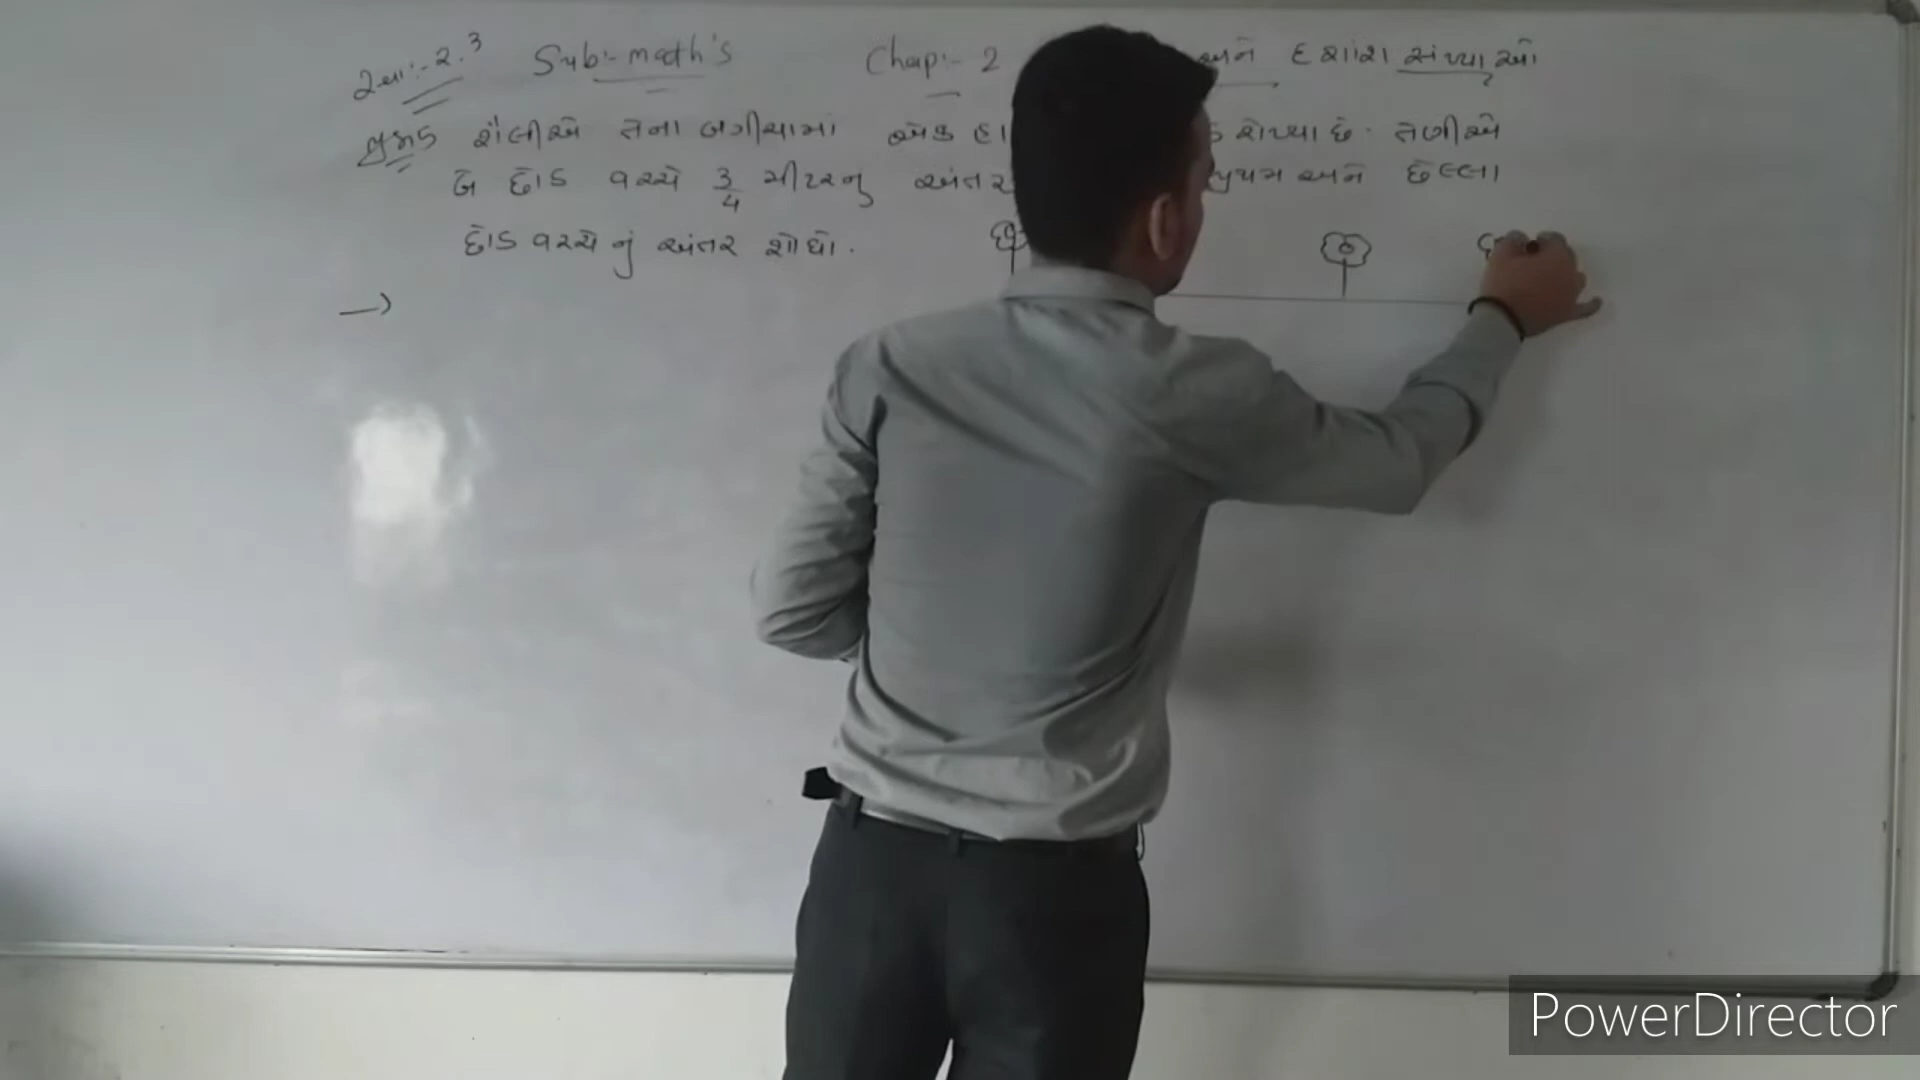 સ્વા:- 2.3 Sub:- math's Chap:- 2 અને દશાંશ સંખ્યાઓ
પ્રશ્ન 5 શૈલીએ તેના બગીચામાં એક હા રોપ્યા છે. તેણીએ
બે છોડ વચ્ચે 3/4 મીટરનુ અંતર પ્રથમ અને છેલ્લા
છોડ વચ્ચેનું અંતર શોધો.
→
PowerDirector